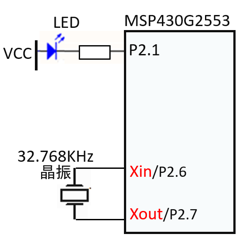 LED
MSP430G2553
VCC
P2.1
32.768KHz
晶振
Xin/P2.6
Xout/P2.7